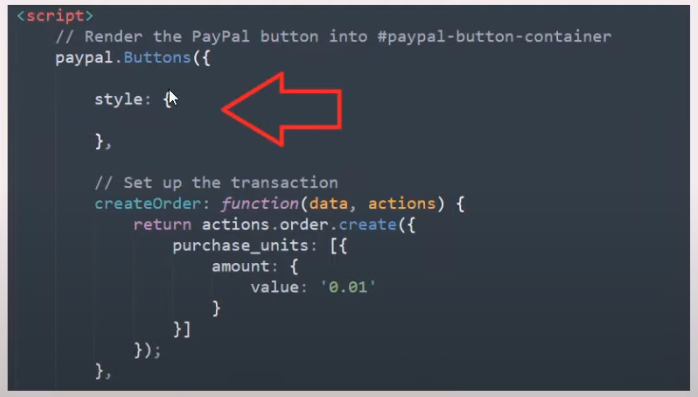 <script>
// Render the PayPal button into #paypal-button-container
paypal.Buttons({
style: {
},
// Set up the transaction
createOrder: function(data, actions) {
return actions.order.create({
purchase_units: [{
amount: {
value: '0.01'
}
}]
});
},